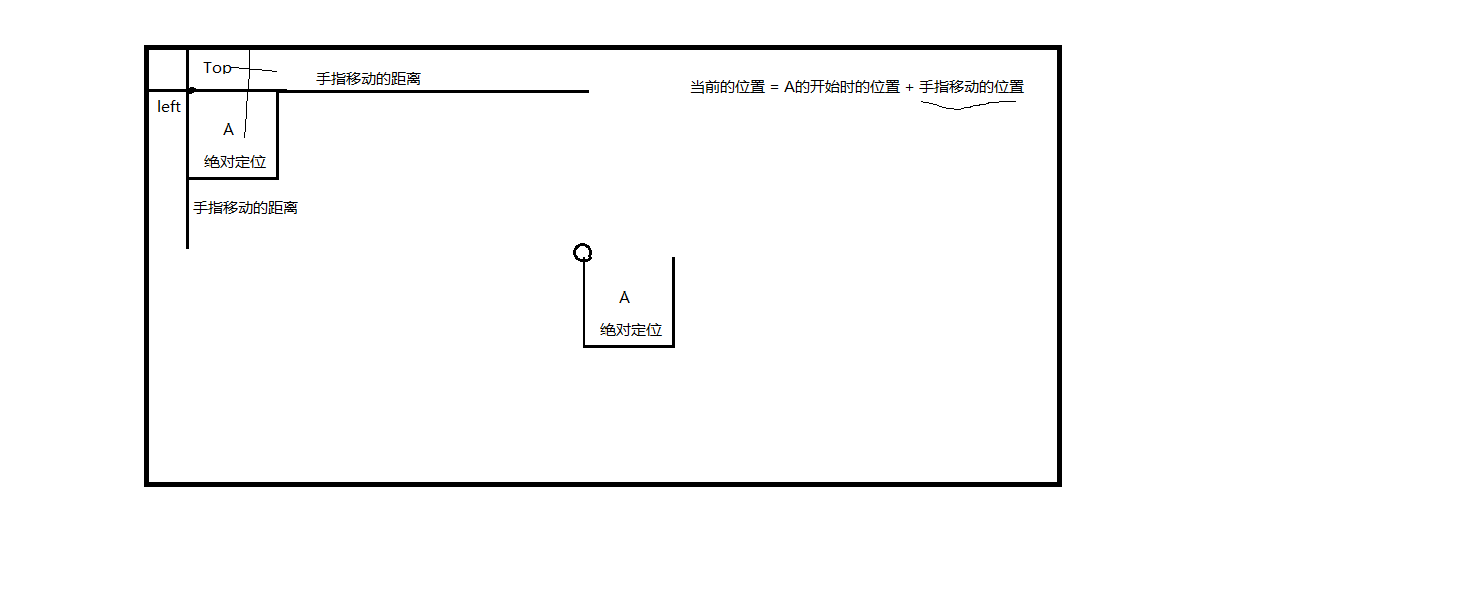 Top
手指移动的距离
当前的位置 = A的开始时的位置 + 手指移动的位置
left
A
绝对定位
手指移动的距离
A
绝对定位